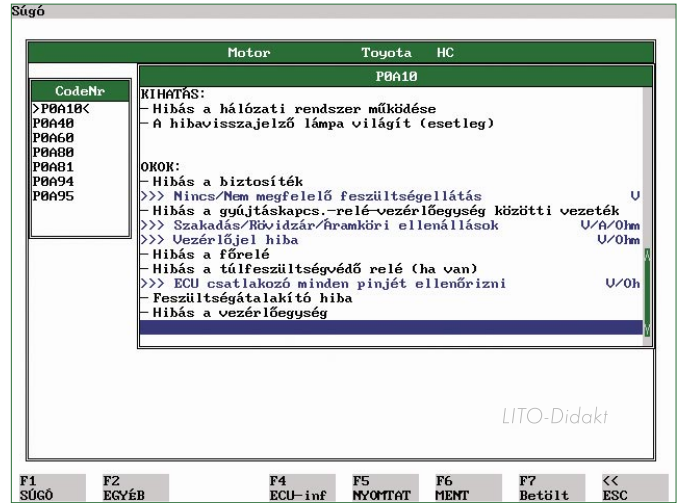 Súgó
Motor Toyota HC
P0A10
CodeNr
>P0A10<
P0A40
P0A60
P0A80
P0A81
P0A94
P0A95
KIHATÁS:
- Hibás a hálózati rendszer működése
- A hibavisszajelző lámpa világít (esetleg)
OKOK:
- Hibás a biztosíték
>>> Nincs/Nem megfelelő feszültségellátás V
- Hibás a gyújtáskapcs.-relé-vezérlőegység közötti vezeték
>>> Szakadás/Rövidzár/Áramköri ellenállások V/A/Ohm
>>> Vezérlőjel hiba V/Ohm
- Hibás a főrelé
- Hibás a túlfeszültségvédő relé (ha van)
>>> ECU csatlakozó minden pinjét ellenőrizni V/Oh
- Feszültségátalakító hiba
- Hibás a vezérlőegység
LITO-Didakt
F1 F2 F4 F5 F6 F7 <<
SÚGÓ EGYÉB ECU-inf NYOMTAT MENT Betölt ESC